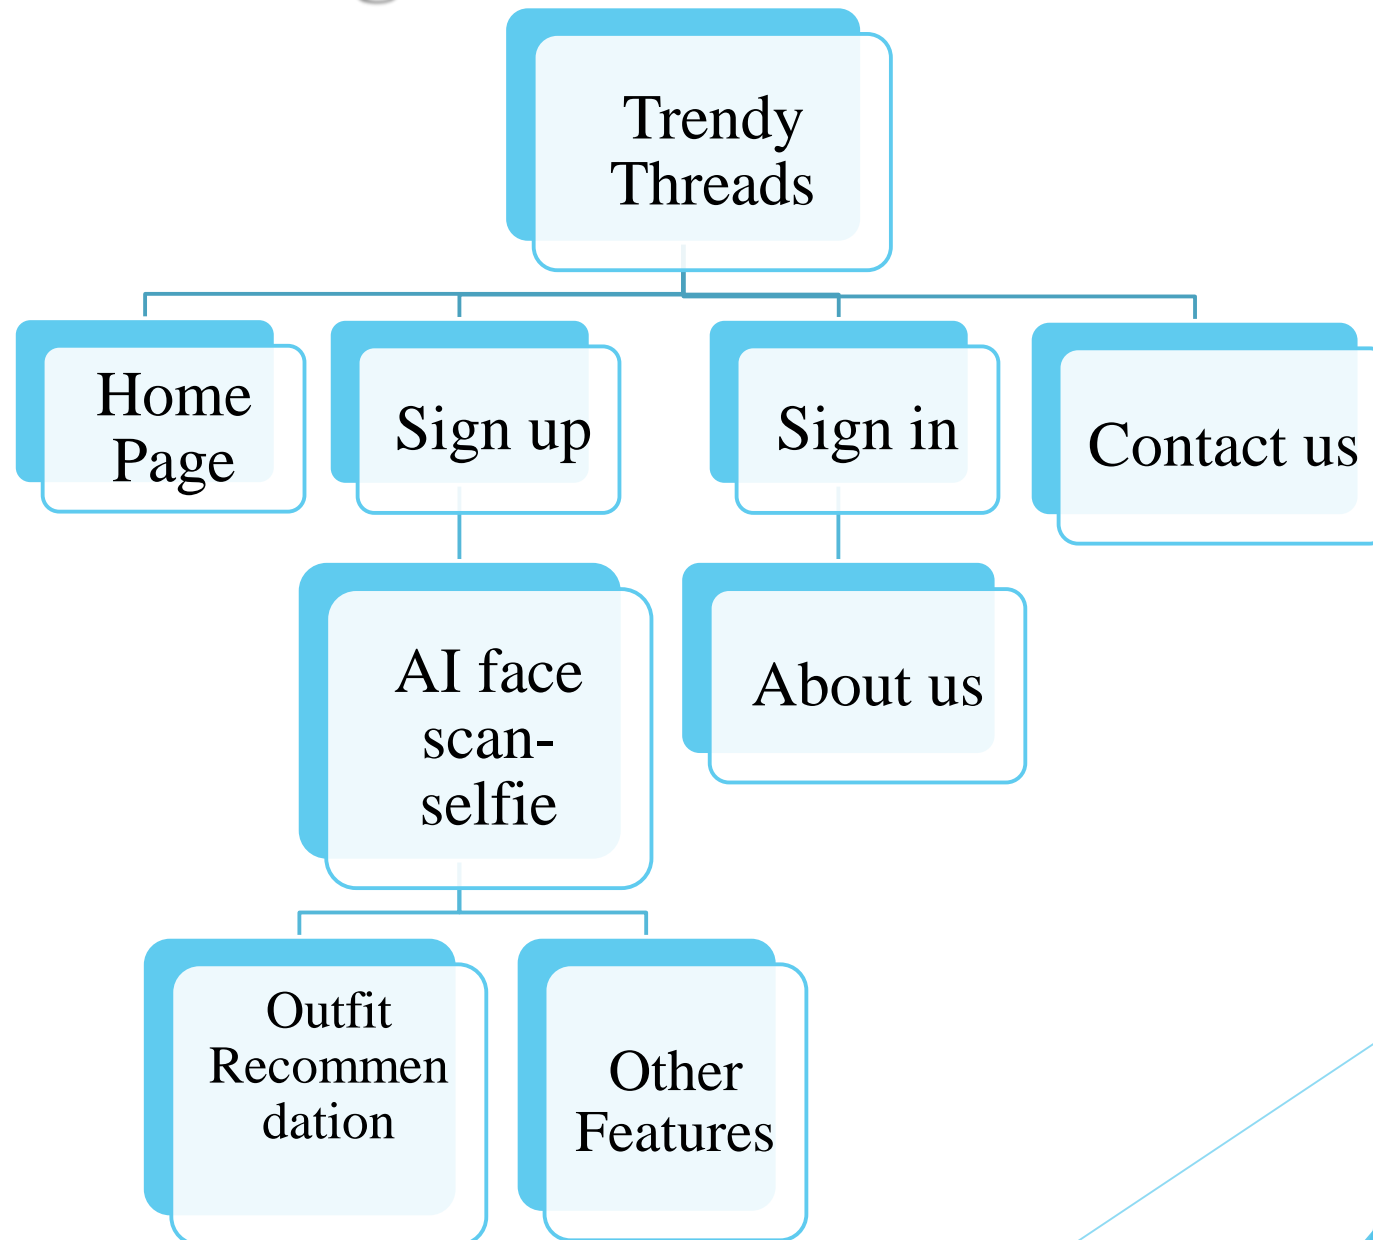 Trendy
Threads
Home
Page
Sign up
Sign in
Contact us
AI face
scan-
selfie
About us
Outfit
Recommen
dation
Other
Features